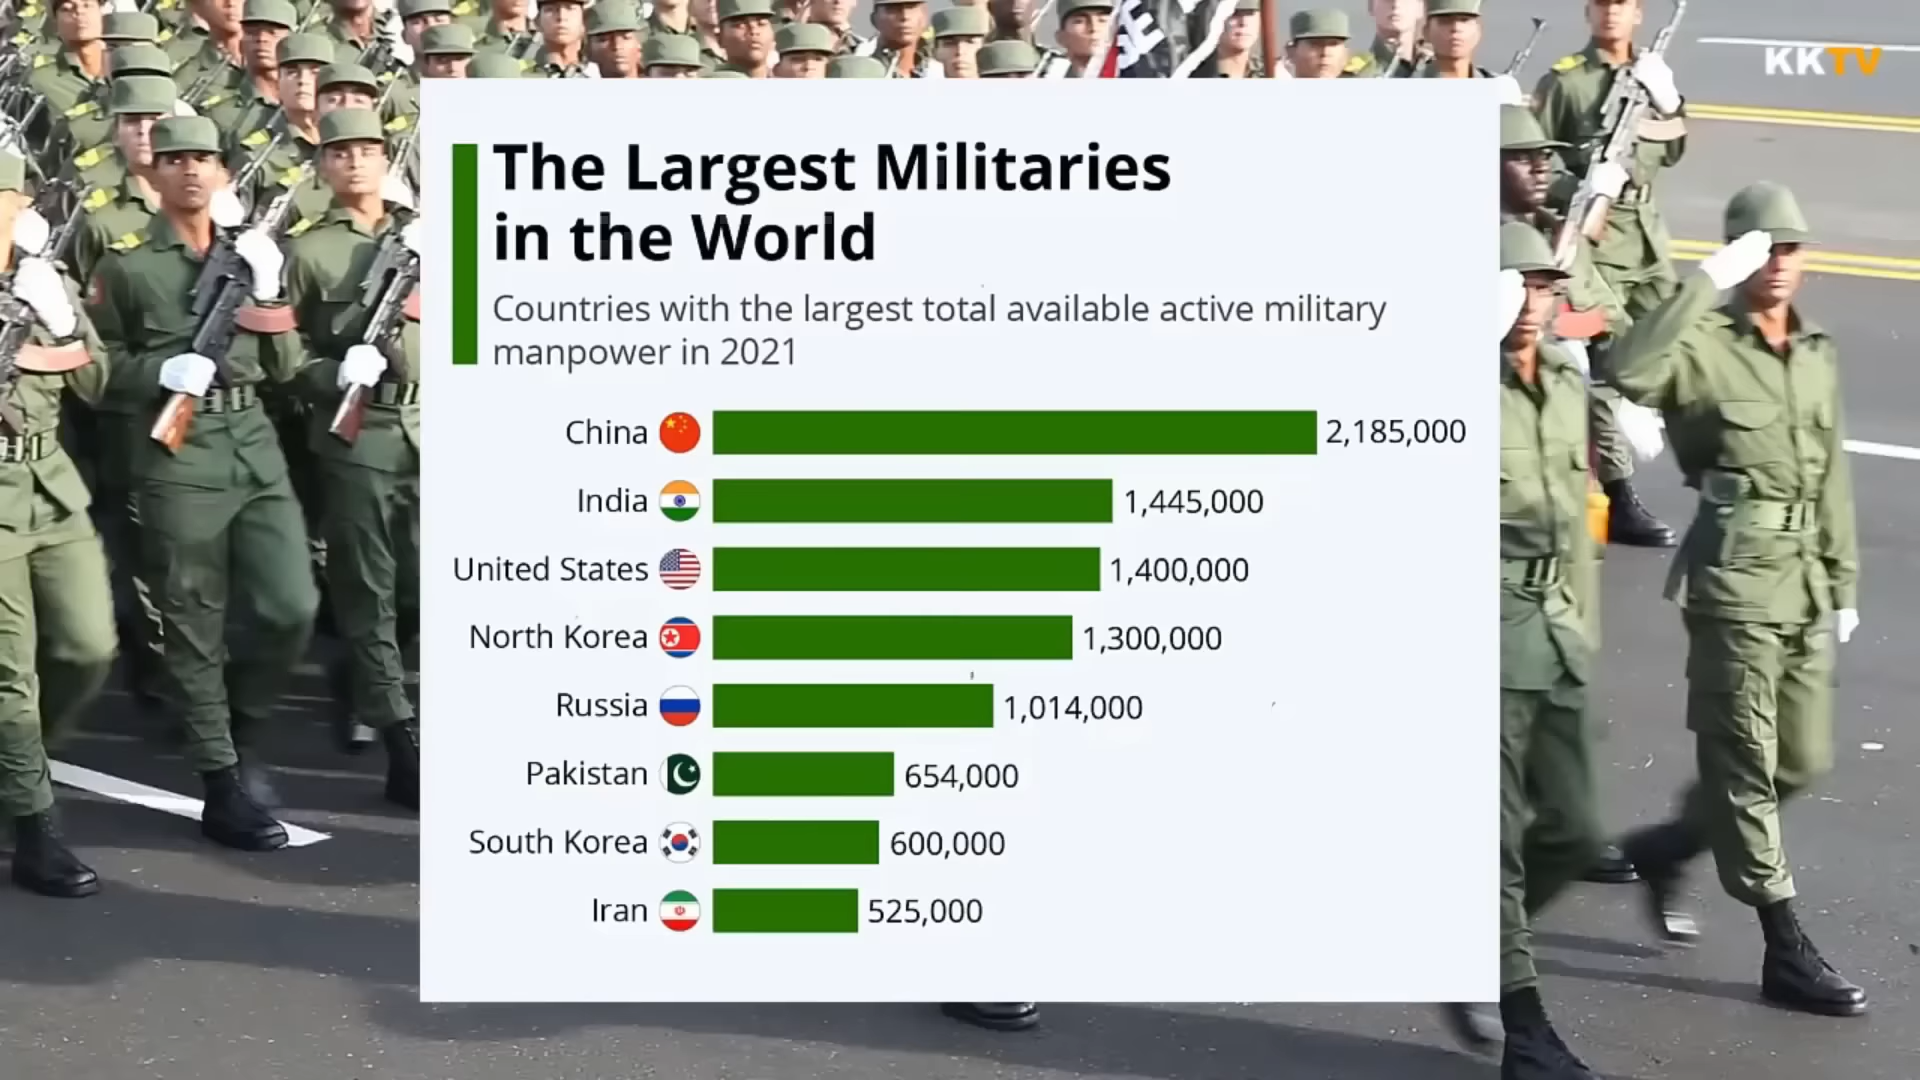 KKTV
The Largest Militaries
in the World
Countries with the largest total available active military
manpower in 2021
China 2,185,000
India 1,445,000
United States 1,400,000
North Korea 1,300,000
Russia 1,014,000
Pakistan 654,000
South Korea 600,000
Iran 525,000